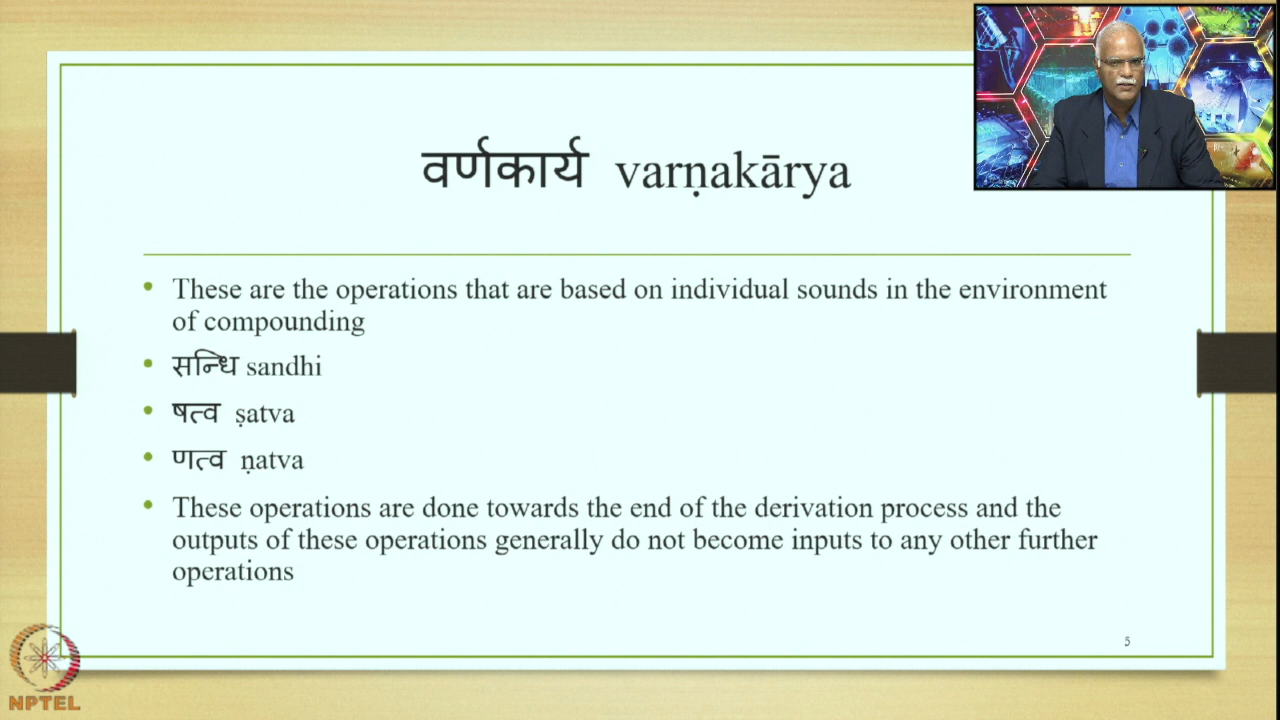 वर्णकार्य varṇakārya
• These are the operations that are based on individual sounds in the environment
of compounding
• सन्धि sandhi
• षत्व ṣatva
• णत्व ṇatva
• These operations are done towards the end of the derivation process and the
outputs of these operations generally do not become inputs to any other further
operations
5
NPTEL